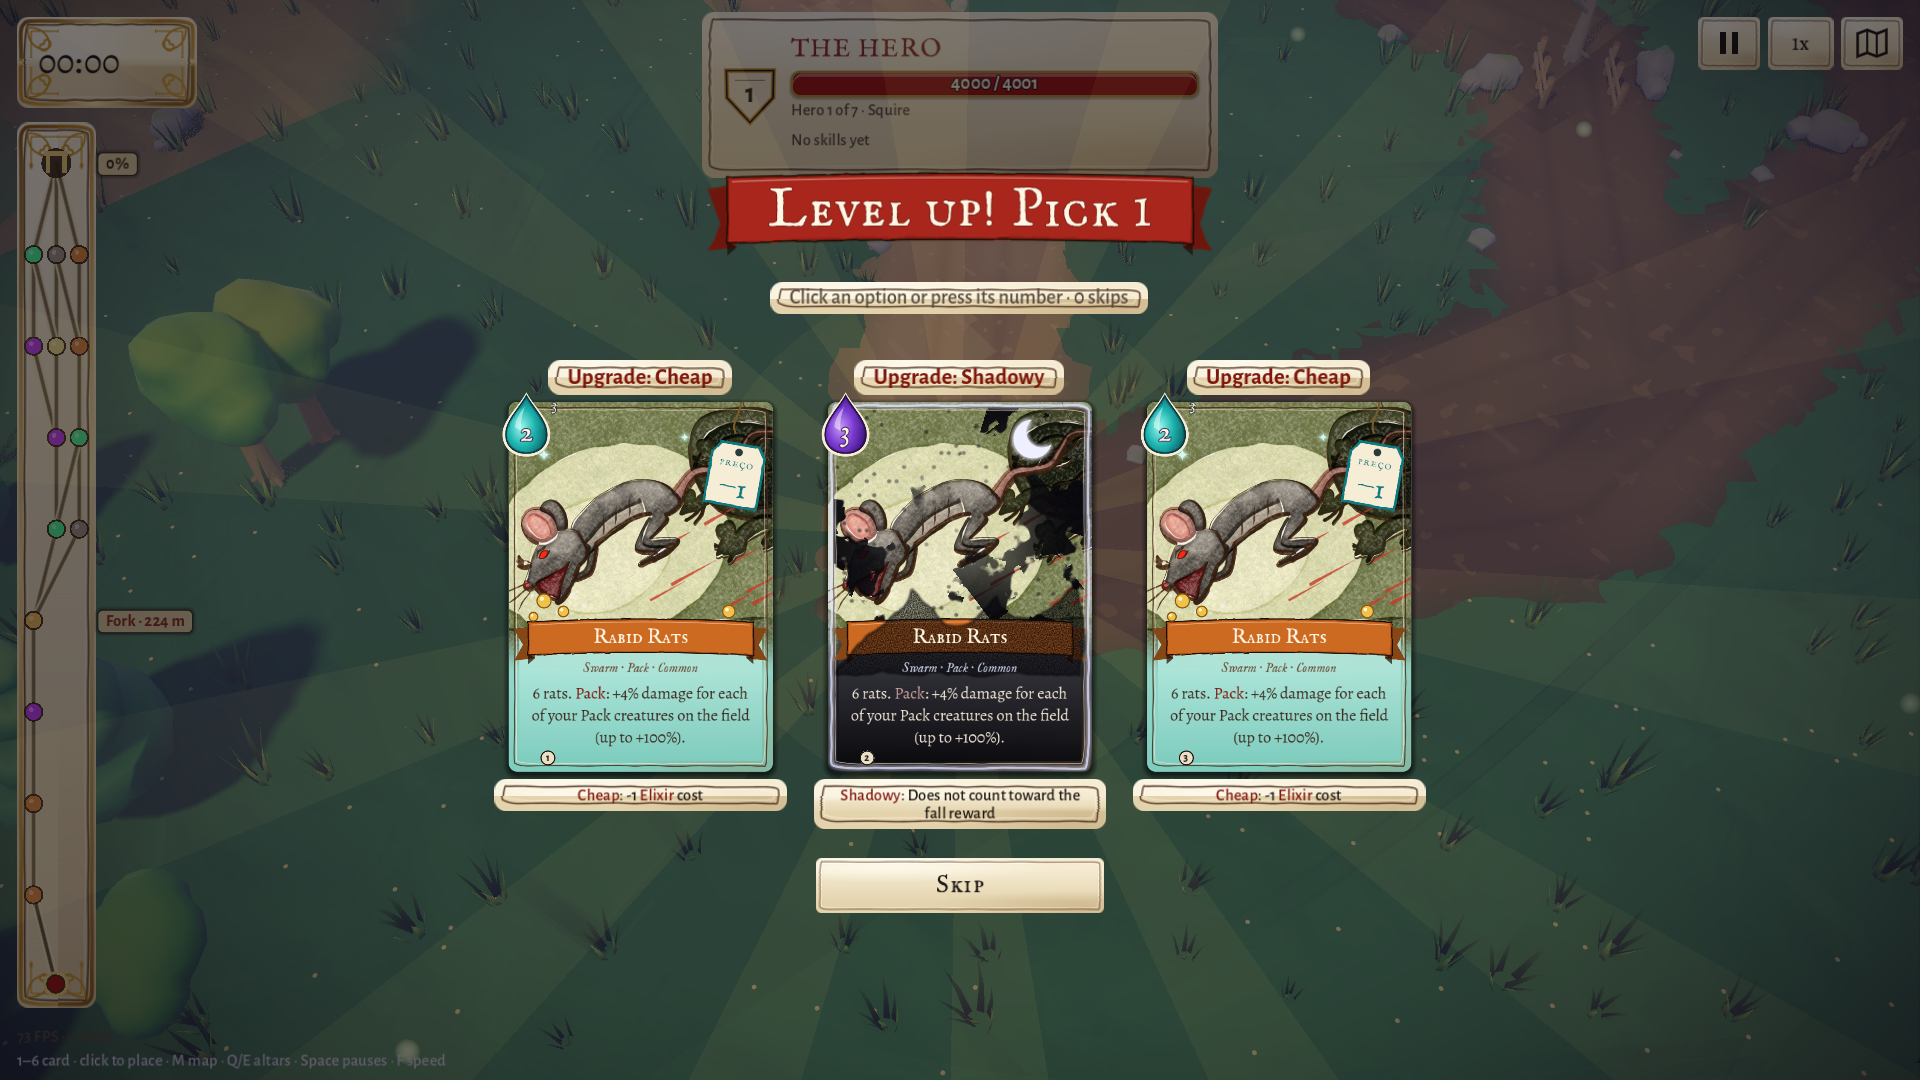 00:00
THE HERO
1
4000 / 4001
Hero 1 of 7 · Squire
No skills yet
1x
0%
Level up! Pick 1
Click an option or press its number · 0 skips
Upgrade: Cheap
2
3
PREÇO
-1
Rabid Rats
Swarm · Pack · Common
6 rats. Pack: +4% damage for each
of your Pack creatures on the field
(up to +100%).
1
Cheap: -1 Elixir cost
Upgrade: Shadowy
3
Rabid Rats
Swarm · Pack · Common
6 rats. Pack: +4% damage for each
of your Pack creatures on the field
(up to +100%).
2
Shadowy: Does not count toward the
fall reward
Upgrade: Cheap
2
3
PREÇO
-1
Rabid Rats
Swarm · Pack · Common
6 rats. Pack: +4% damage for each
of your Pack creatures on the field
(up to +100%).
3
Cheap: -1 Elixir cost
Fork · 224 m
Skip
73 FPS
1–6 card · click to place · M map · Q/E altars · Space pauses · F speed